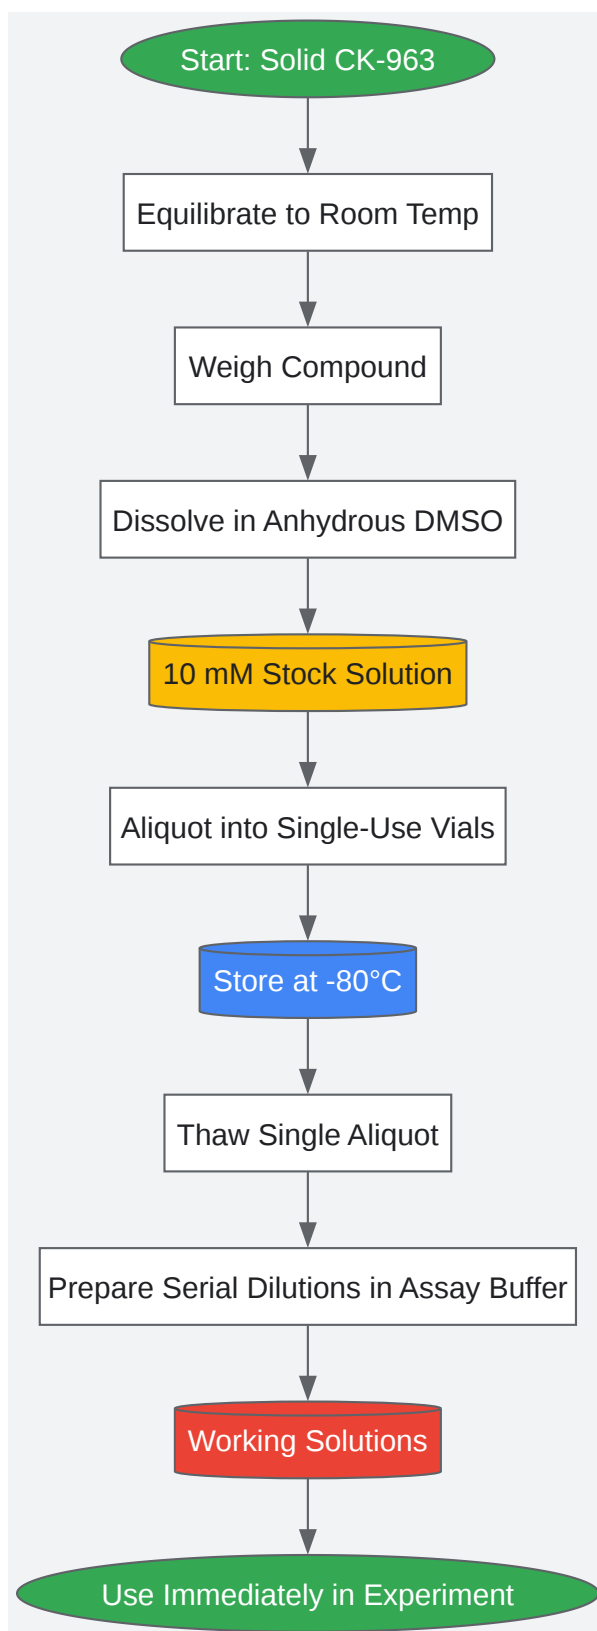 Start: Solid CK-963
Equilibrate to Room Temp
Weigh Compound
Dissolve in Anhydrous DMSO
10 mM Stock Solution
Aliquot into Single-Use Vials
Store at -80°C
Thaw Single Aliquot
Prepare Serial Dilutions in Assay Buffer
Working Solutions
Use Immediately in Experiment